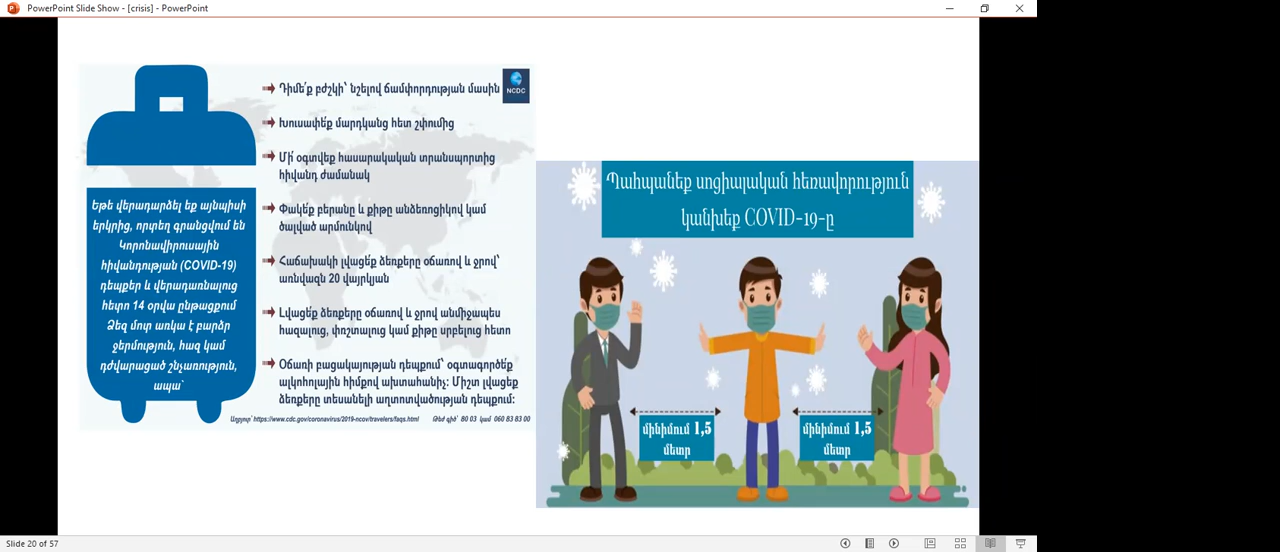 PowerPoint Slide Show - [crisis] - PowerPoint
Դիմե՛ք բժշկի՝ նշելով ճամփորդության մասին
NCDC
Խուսափե՛ք մարդկանց հետ շփումից
Մի՛ օգտվեք հասարակական տրանսպորտից
հիվանդ ժամանակ
Փակե՛ք բերանը և քիթը անձեռոցիկով կամ
ծալված արմունկով
Հաճախակի լվացե՛ք ձեռքերը օճառով և ջրով՝
առնվազն 20 վայրկյան
Լվացեք ձեռքերը օճառով և ջրով անմիջապես
հազալուց, փռշտալուց կամ քիթը սրբելուց հետո
Օճառի բացակայության դեպքում՝ օգտագործե՛ք
ալկոհոլային հիմքով ախտահանիչ: Միշտ լվացեք
ձեռքերը տեսանելի աղտոտվածության դեպքում:
Եթե վերադարձել եք այնպիսի
երկրից, որտեղ գրանցվում են
Կորոնավիրուսային
հիվանդության (COVID-19)
դեպքեր և վերադառնալուց
հետո 14 օրվա ընթացքում
Ձեզ մոտ առկա է բարձր
ջերմություն, հազ կամ
դժվարացած շնչառություն,
ապա՝
Աղբյուր՝ https://www.cdc.gov/coronavirus/2019-ncov/travelers/faqs.html Թեժ գիծ՝ 80 03 կամ 060 83 83 00
Պահպանեք սոցիալական հեռավորություն
կանխեք COVID-19-ը
մինիմում 1,5
մետր
մինիմում 1,5
մետր
Slide 20 of 57